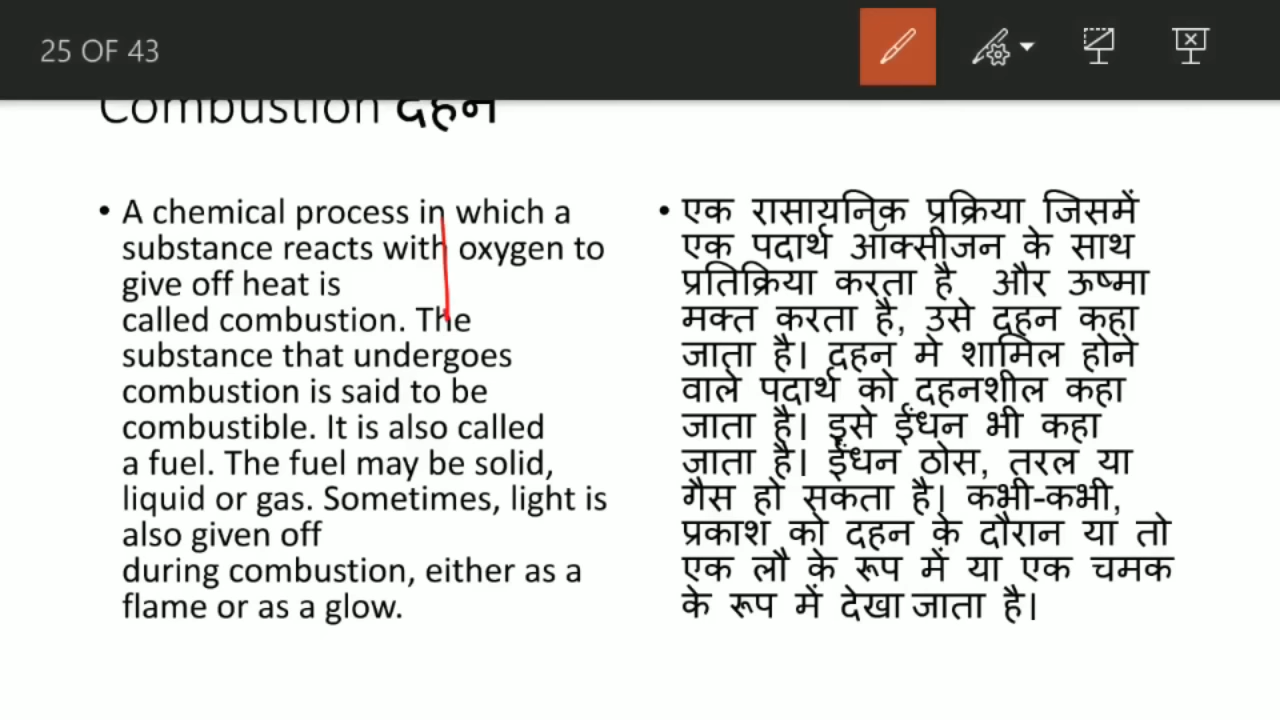 25 OF 43
Combustion दहन
• A chemical process in which a
substance reacts with oxygen to
give off heat is
called combustion. The
substance that undergoes
combustion is said to be
combustible. It is also called
a fuel. The fuel may be solid,
liquid or gas. Sometimes, light is
also given off
during combustion, either as a
flame or as a glow.
• एक रासायनिक प्रक्रिया जिसमें
एक पदार्थ ऑक्सीजन के साथ
प्रतिक्रिया करता है और ऊष्मा
मक्त करता है, उसे दहन कहा
जाता है। दहन मे शामिल होने
वाले पदार्थ को दहनशील कहा
जाता है। इसे ईंधन भी कहा
जाता है। ईंधन ठोस, तरल या
गैस हो सकता है। कभी-कभी,
प्रकाश को दहन के दौरान या तो
एक लौ के रूप में या एक चमक
के रूप में देखा जाता है।